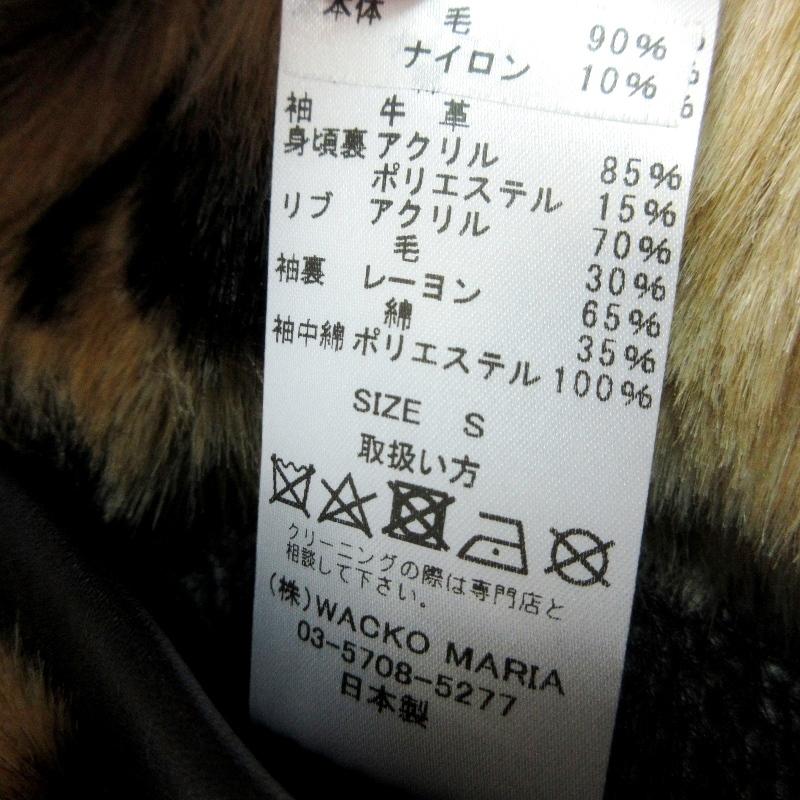 本体 毛 90%
ナイロン 10%
袖 牛革
身頃裏 アクリル 85%
ポリエステル 15%
リブ アクリル 70%
毛 30%
袖裏 レーヨン 65%
綿 35%
袖中綿 ポリエステル 100%
SIZE S
取扱い方
クリーニングの際は専門店と
相談して下さい。
(株)WACKO MARIA
03-5708-5277
日本製